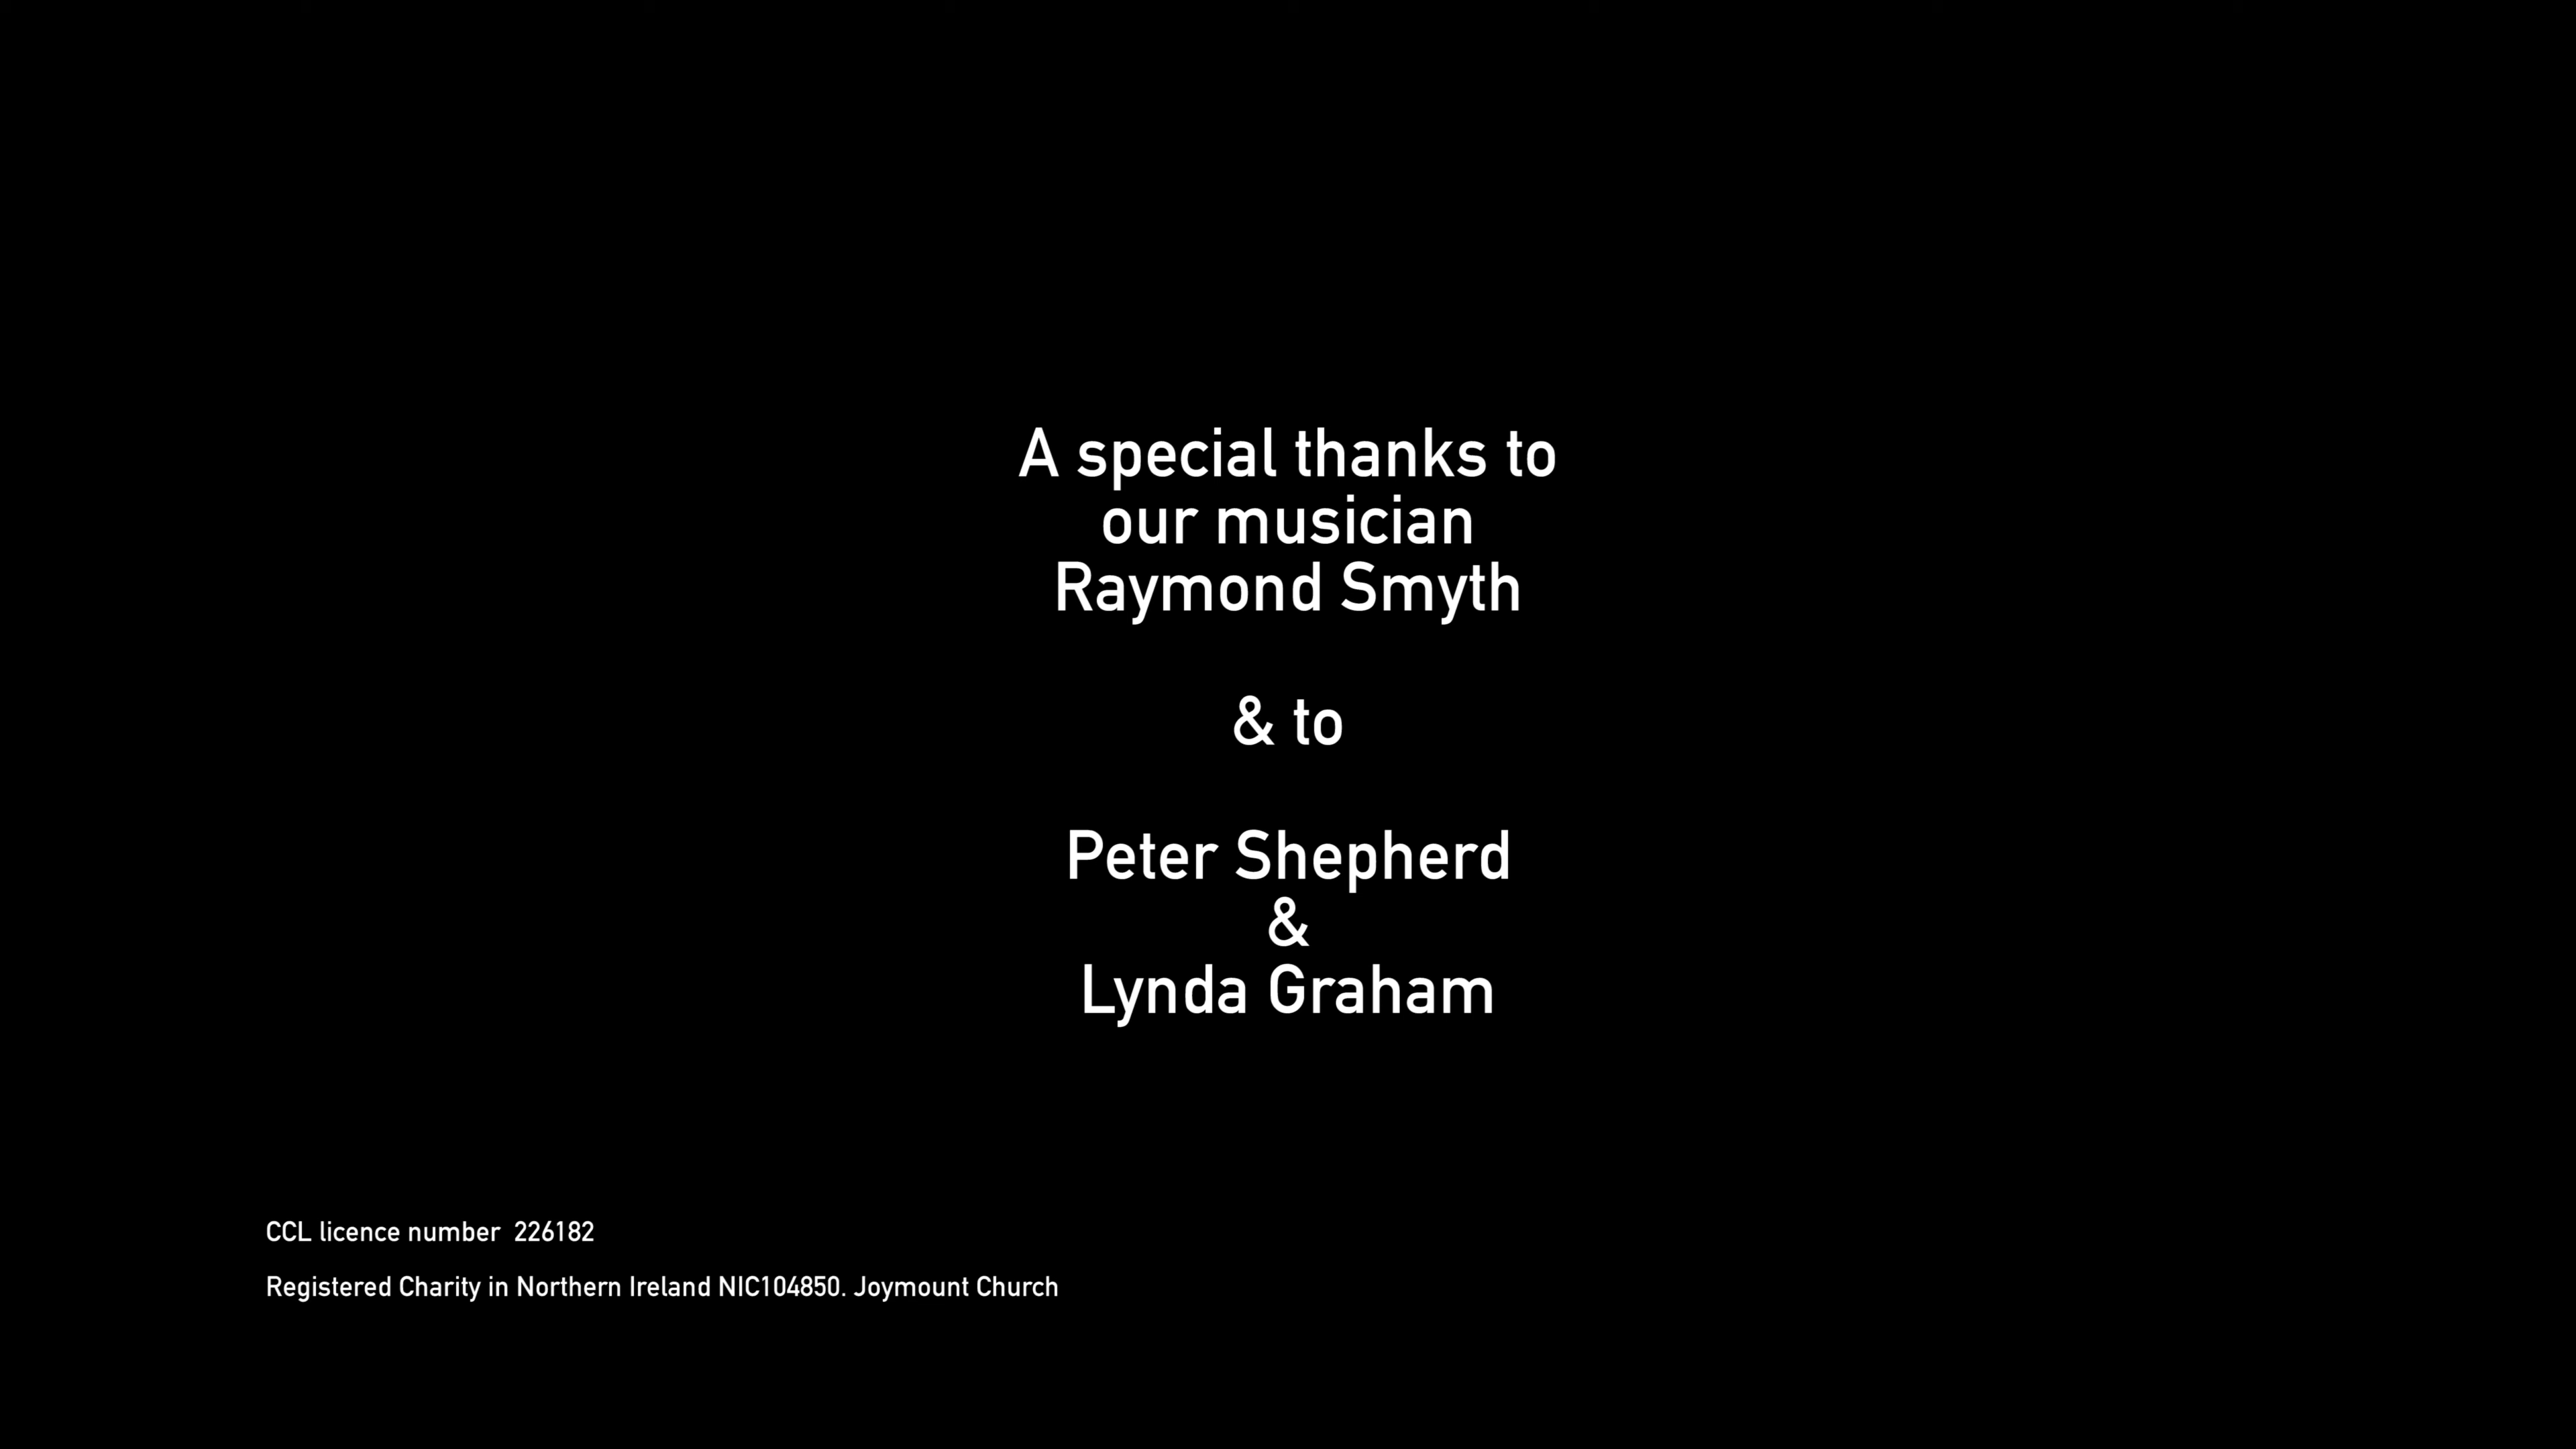 A special thanks to
our musician
Raymond Smyth
& to
Peter Shepherd
&
Lynda Graham
CCL licence number  226182
Registered Charity in Northern Ireland NIC104850. Joymount Church